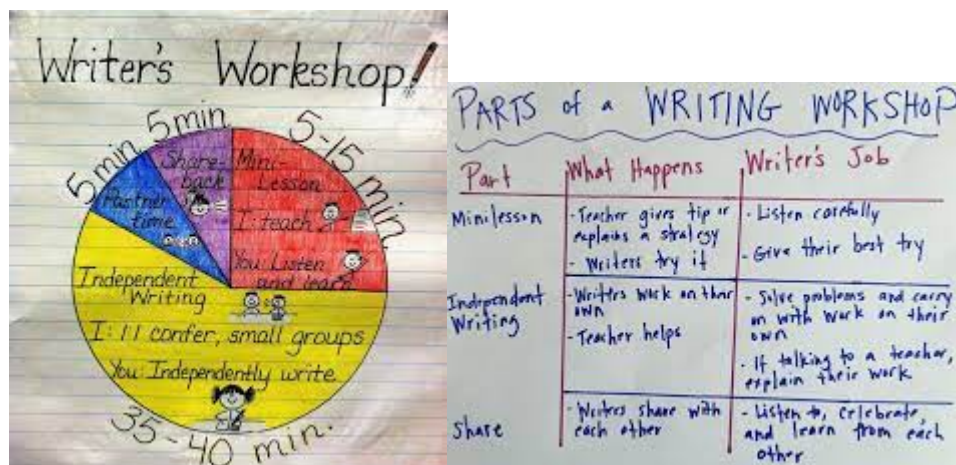 Writer's Workshop!
5 min
5 min
5-15 min
Share-
back
Mini-
Lesson
I: teach
You: Listen
and learn
Partner
time
Independent
Writing
I: 1:1 confer, small groups
You: Independently write
35-40 min.
PARTS of a WRITING WORKSHOP
Part
What Happens
Writer's Job
Minilesson
- Teacher gives tip or
explains a strategy
- Writers try it
- Listen carefully
- Give their best try
Independent
Writing
- Writers work on their
own
- Teacher helps
- Solve problems and carry
on with work on their
own
- If talking to a teacher,
explain their work
Share
- Writers share with
each other
- Listen to, celebrate,
and learn from each
other